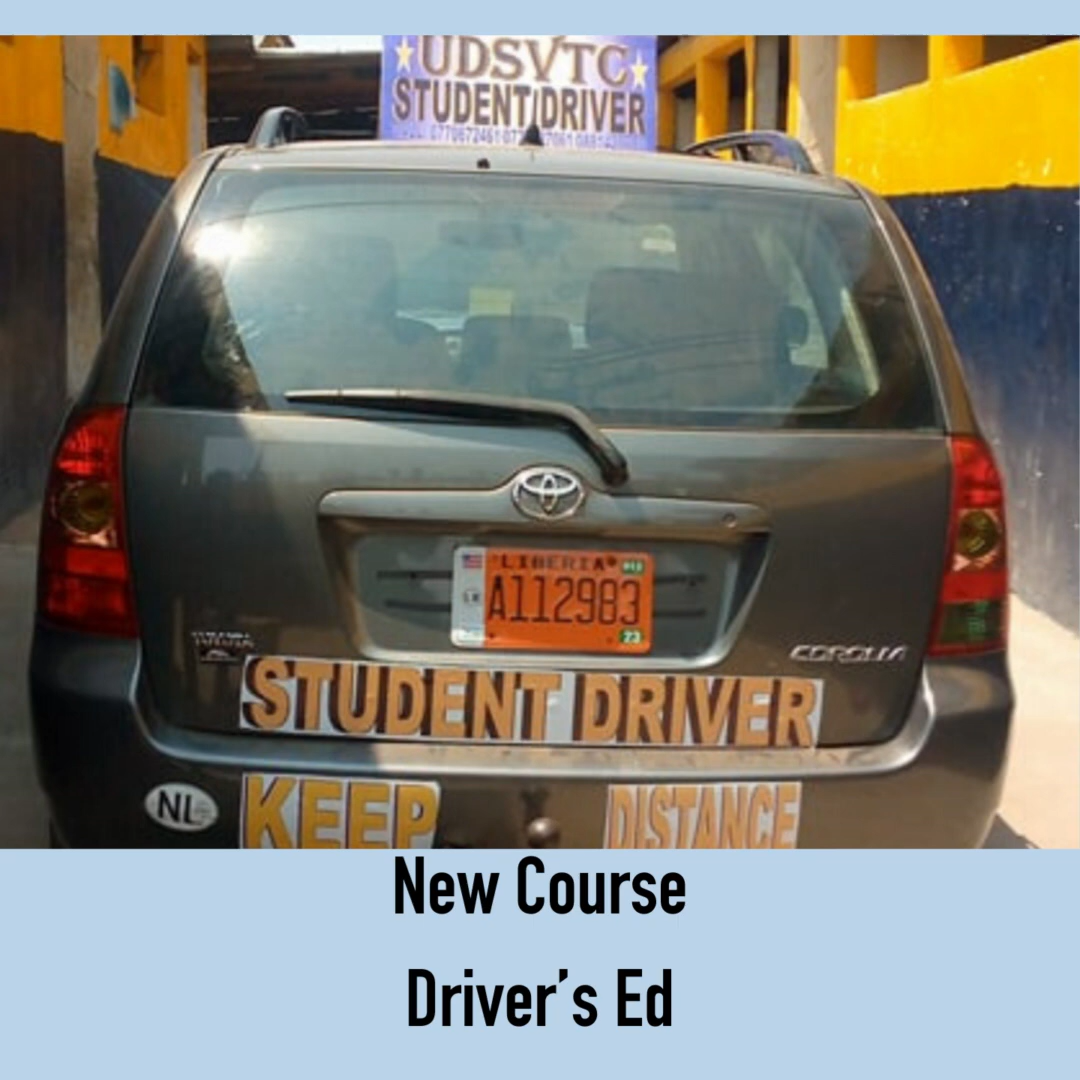 UDSVTC
STUDENT DRIVER
LIBERIA
A112983
23
COROLLA
STUDENT DRIVER
NL
KEEP DISTANCE
New Course
Driver’s Ed